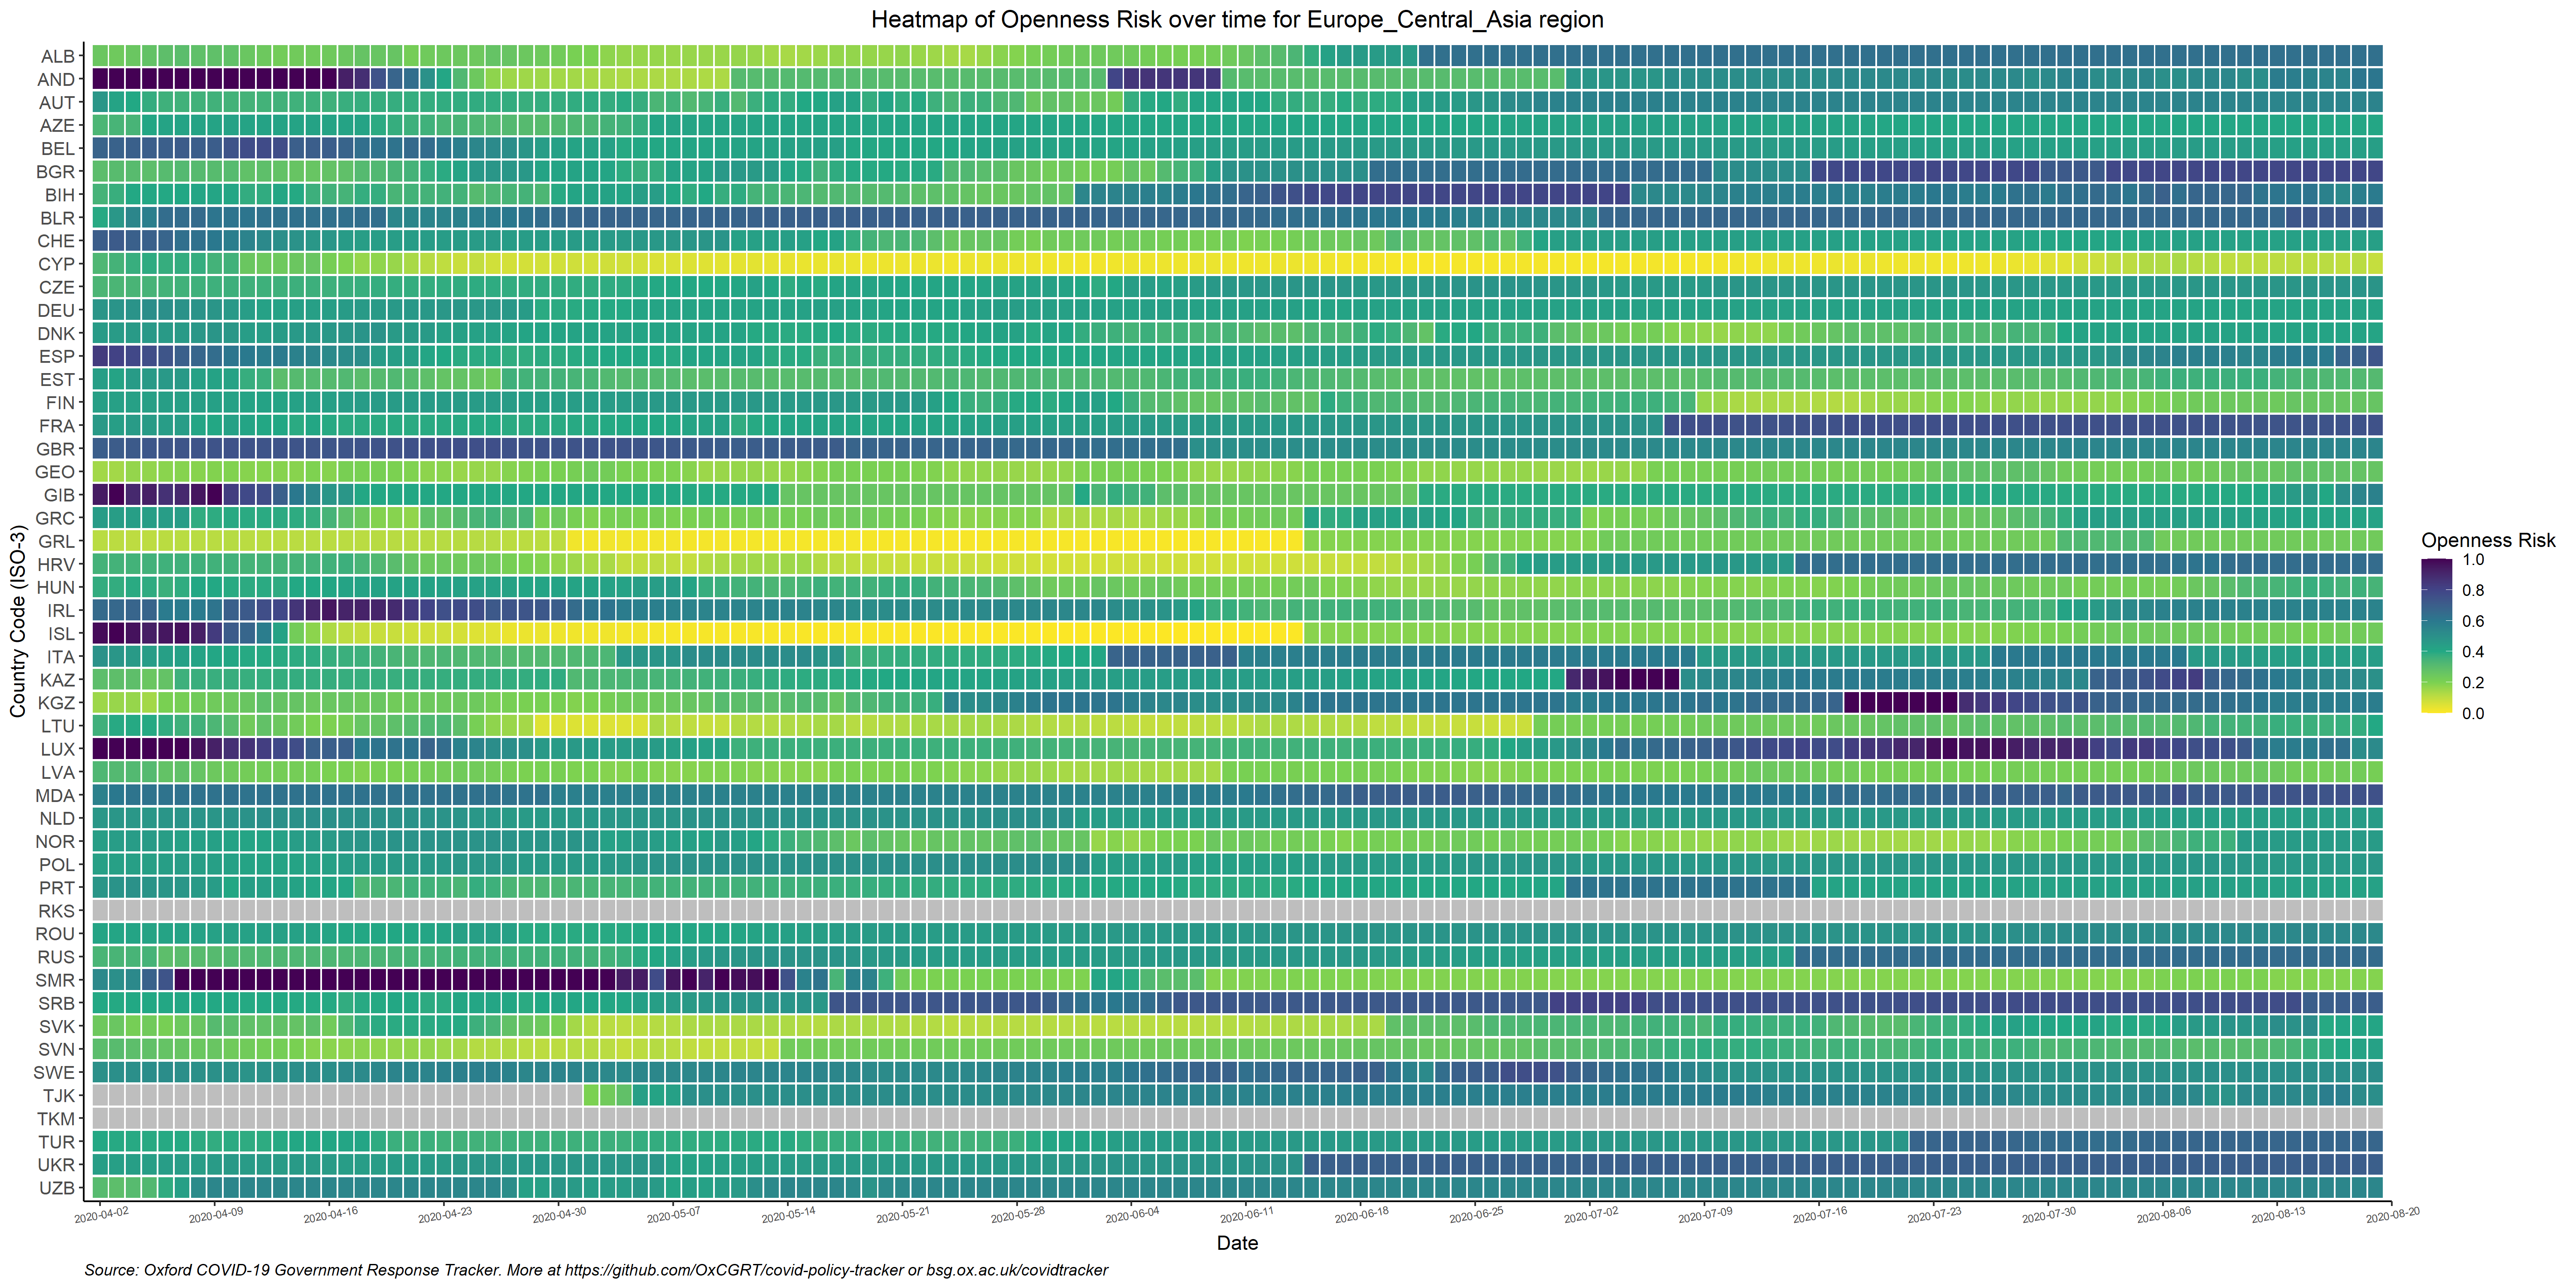 Heatmap of Openness Risk over time for Europe_Central_Asia region
Country Code (ISO-3)
ALB
AND
AUT
AZE
BEL
BGR
BIH
BLR
CHE
CYP
CZE
DEU
DNK
ESP
EST
FIN
FRA
GBR
GEO
GIB
GRC
GRL
HRV
HUN
IRL
ISL
ITA
KAZ
KGZ
LTU
LUX
LVA
MDA
NLD
NOR
POL
PRT
RKS
ROU
RUS
SMR
SRB
SVK
SVN
SWE
TJK
TKM
TUR
UKR
UZB
Openness Risk
1.0
0.8
0.6
0.4
0.2
0.0
2020-04-02 2020-04-09 2020-04-16 2020-04-23 2020-04-30 2020-05-07 2020-05-14 2020-05-21 2020-05-28 2020-06-04 2020-06-11 2020-06-18 2020-06-25 2020-07-02 2020-07-09 2020-07-16 2020-07-23 2020-07-30 2020-08-06 2020-08-13 2020-08-20
Date
Source: Oxford COVID-19 Government Response Tracker. More at https://github.com/OxCGRT/covid-policy-tracker or bsg.ox.ac.uk/covidtracker